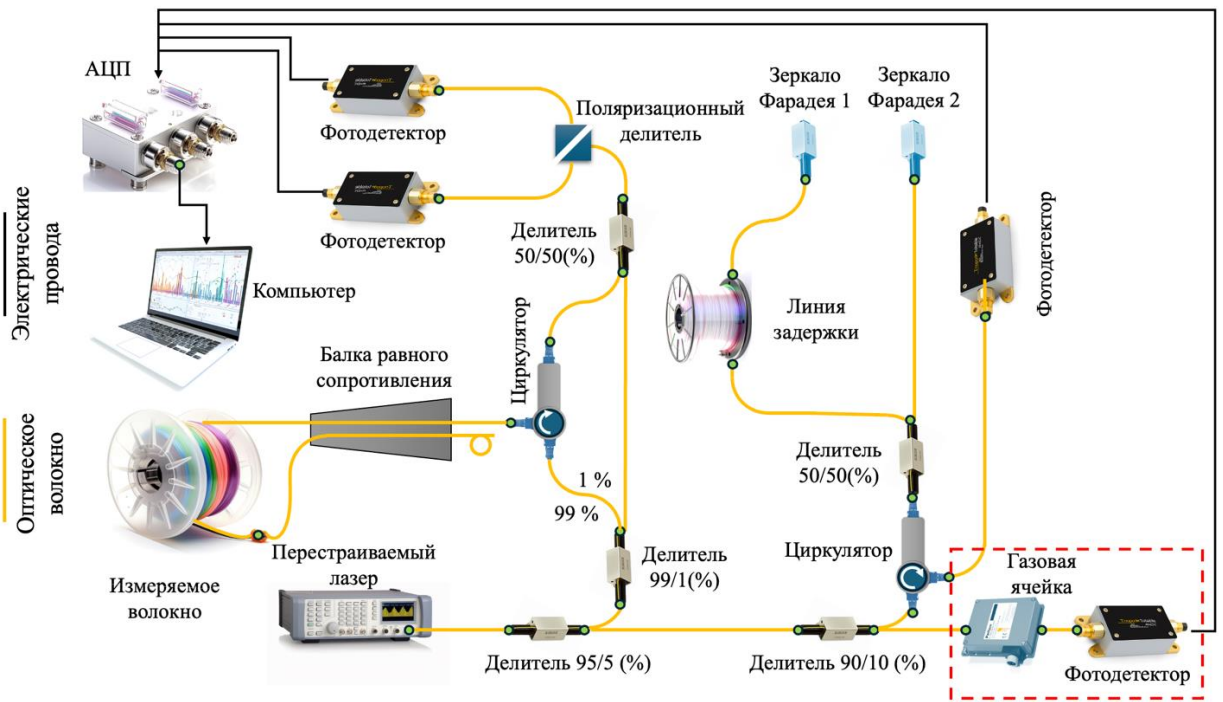 АЦП
Фотодетектор
Фотодетектор
Поляризационный
делитель
Зеркало
Фарадея 1
Зеркало
Фарадея 2
Делитель
50/50(%)
Фотодетектор
Электрические
провода
Компьютер
Циркулятор
Линия
задержки
Балка равного
сопротивления
Оптическое
волокно
Делитель
50/50(%)
1 %
99 %
Измеряемое
волокно
Перестраиваемый
лазер
Делитель
99/1(%)
Циркулятор
Газовая
ячейка
Делитель 95/5 (%)
Делитель 90/10 (%)
Фотодетектор